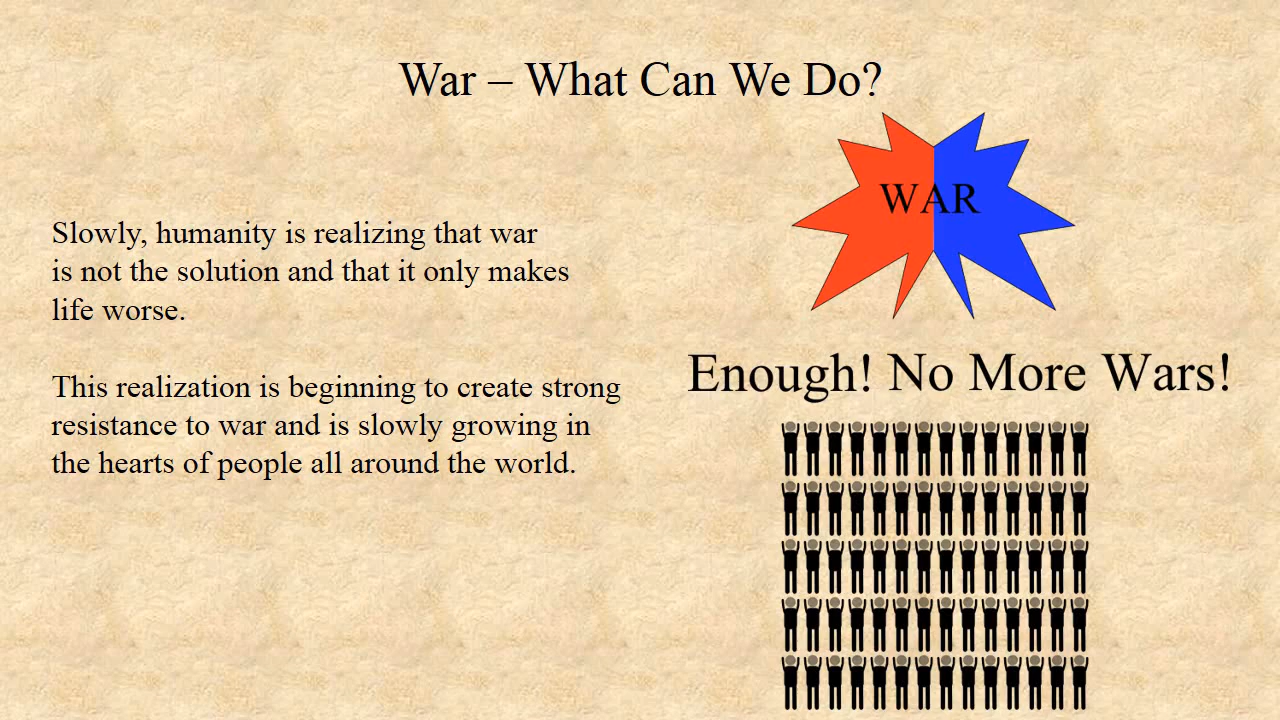 War – What Can We Do?
WAR
Slowly, humanity is realizing that war
is not the solution and that it only makes
life worse.
This realization is beginning to create strong
resistance to war and is slowly growing in
the hearts of people all around the world.
Enough! No More Wars!